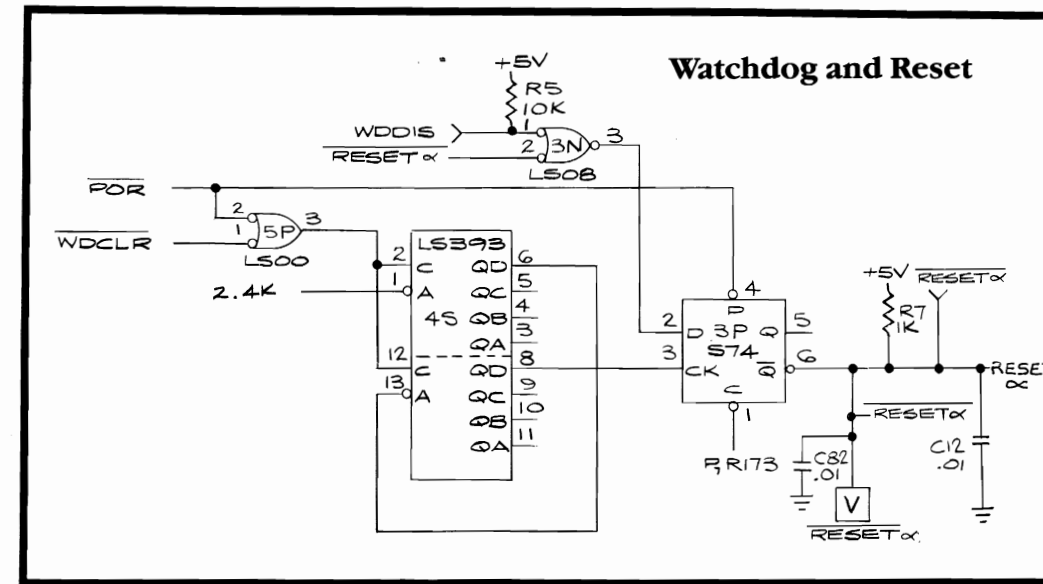 Watchdog and Reset
+5V
R5
10K
WDDIS
1
RESET α
2
3N
3
LS08
POR
2
WDCLR
1
5P
3
LS00
2.4K
LS393
2
C
QD
6
1
A
QC
5
4S
QB
4
QA
3
12
C
QD
8
13
A
QC
9
QB
10
QA
11
4
P
2
D
3P
Q
5
S74
3
CK
Q
6
C
1
P, R173
+5V
RESET α
R7
1K
RESET
α
RESET α
C82
.01
C12
.01
V
RESET α